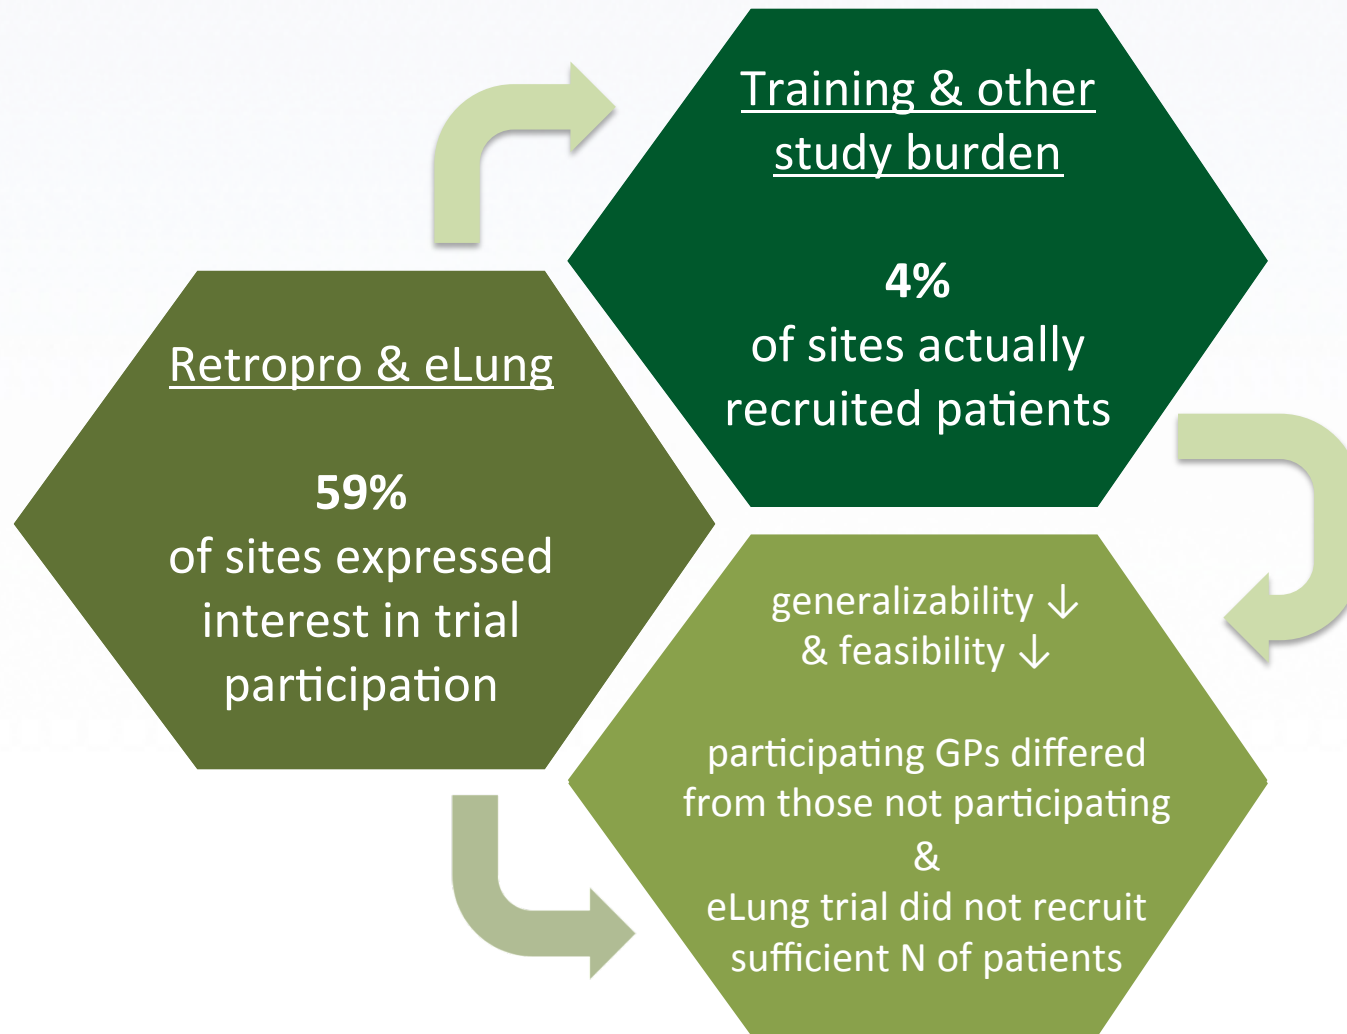 Retropro & eLung
59%
of sites expressed
interest in trial
participation
Training & other
study burden
4%
of sites actually
recruited patients
generalizability ↓
& feasibility ↓
participating GPs differed
from those not participating
&
eLung trial did not recruit
sufficient N of patients